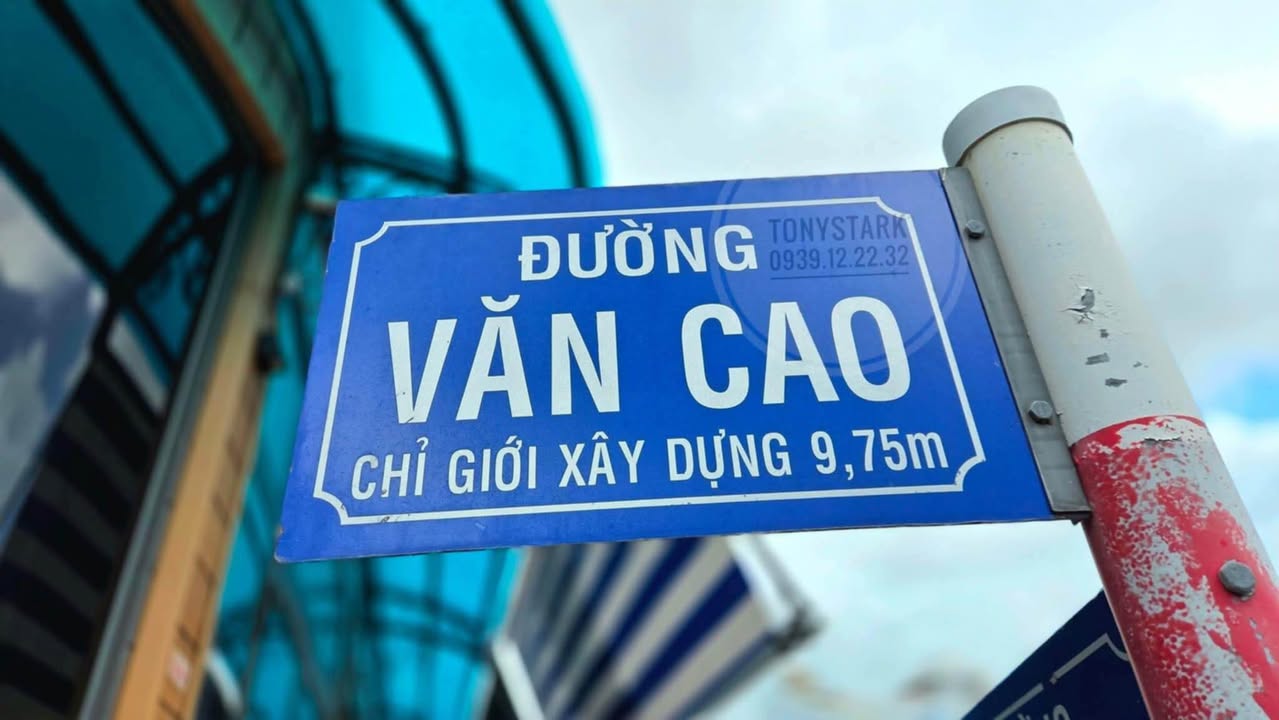 ĐƯỜNG
TONYSTARK
0939.12.22.32
VĂN CAO
CHỈ GIỚI XÂY DỰNG 9,75m